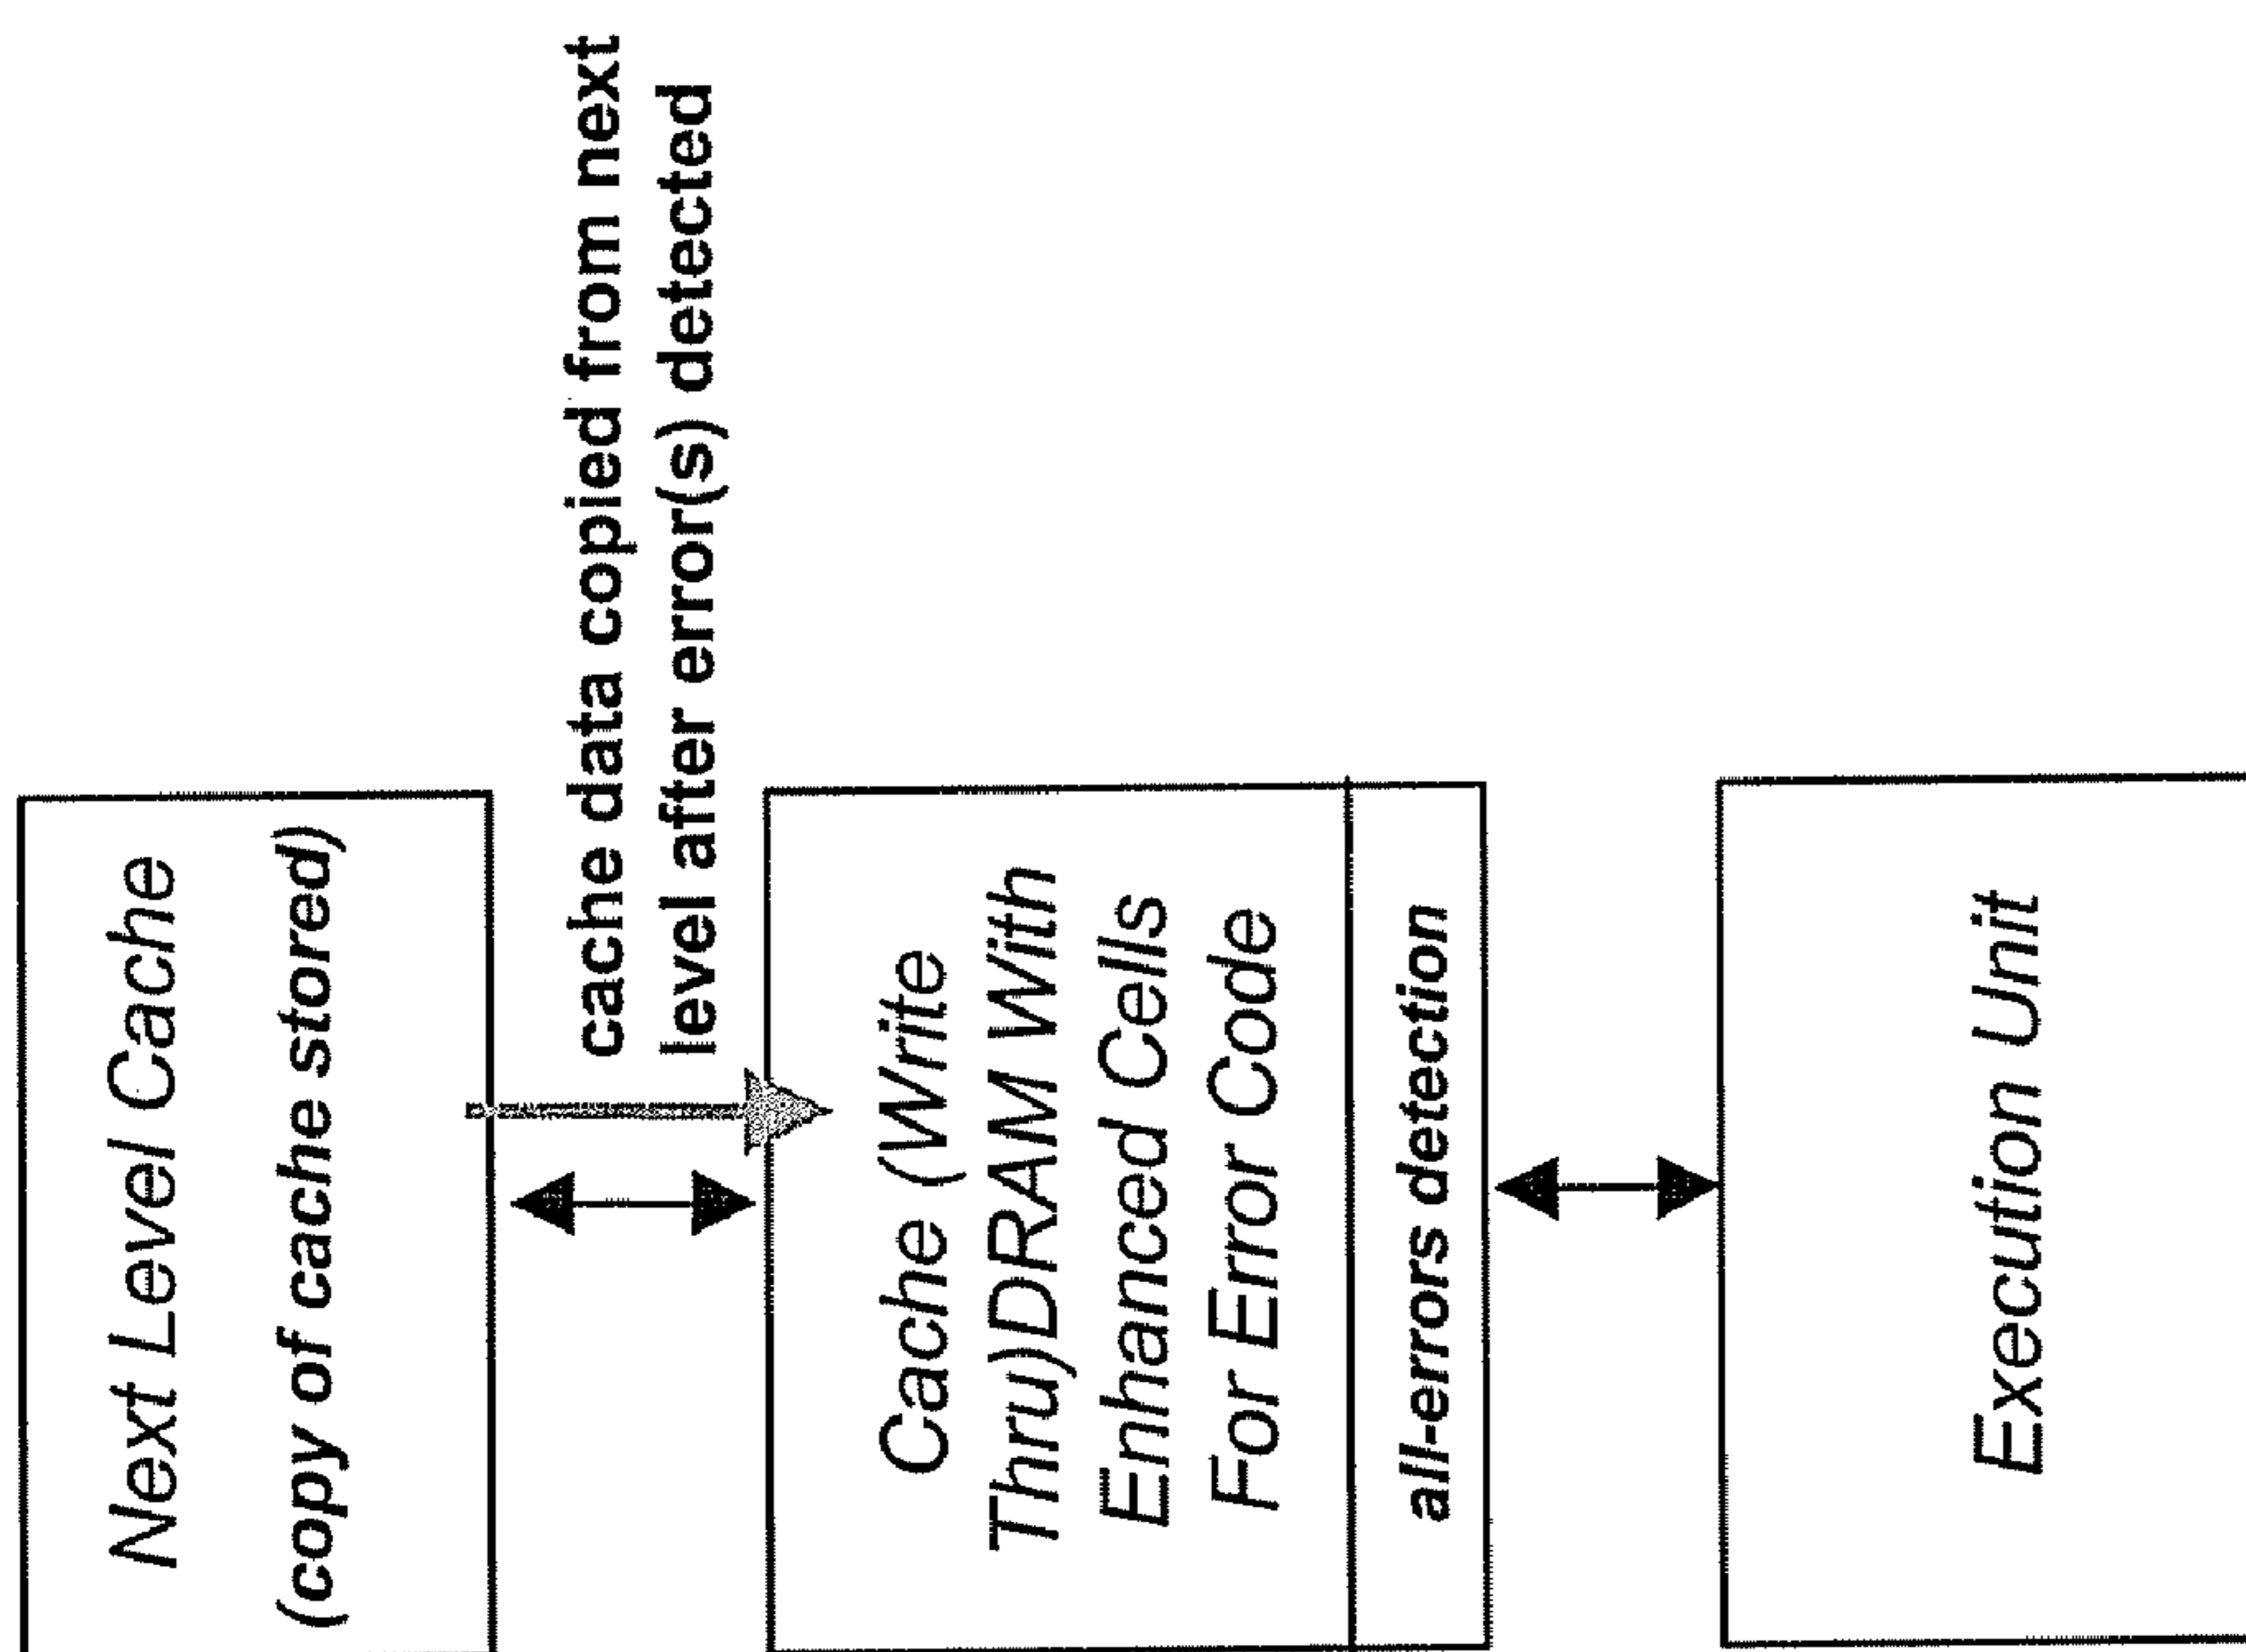 Next Level Cache
(copy of cache stored)
cache data copied from next
level after error(s) detected
Cache (Write
Thru)DRAM With
Enhanced Cells
For Error Code
all-errors detection
Execution Unit